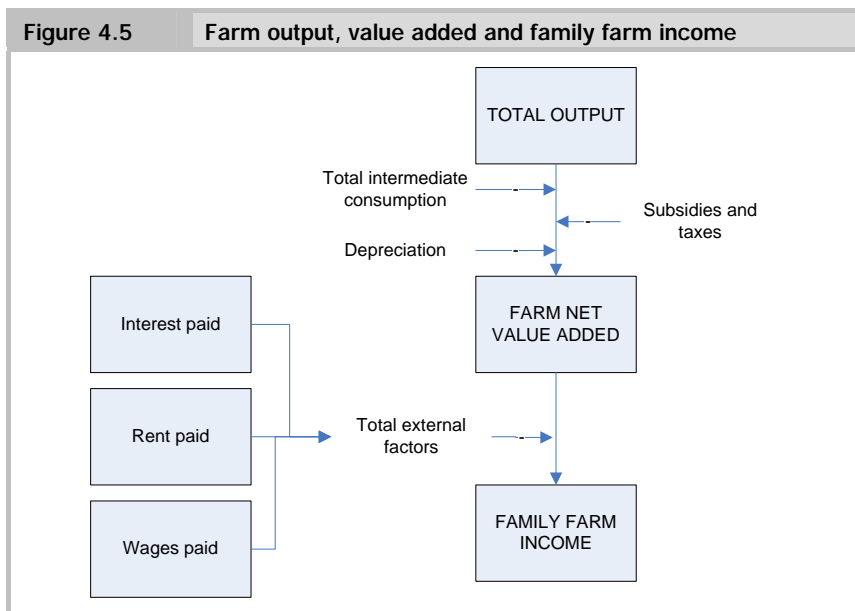 Figure 4.5 Farm output, value added and family farm income
TOTAL OUTPUT
Total intermediate
consumption
-
Subsidies and
taxes
-
Depreciation
-
FARM NET
VALUE ADDED
Interest paid
Rent paid
Total external
factors
-
Wages paid
FAMILY FARM
INCOME